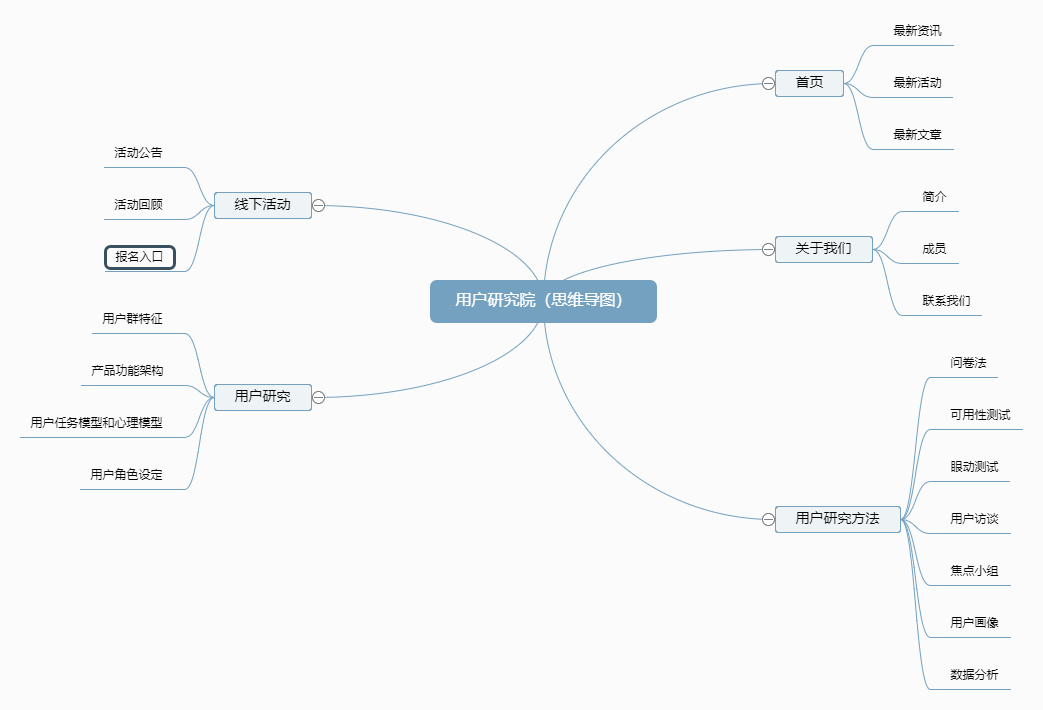 用户研究院（思维导图）
首页
最新资讯
最新活动
最新文章
关于我们
简介
成员
联系我们
用户研究方法
问卷法
可用性测试
眼动测试
用户访谈
焦点小组
用户画像
数据分析
线下活动
活动公告
活动回顾
报名入口
用户研究
用户群特征
产品功能架构
用户任务模型和心理模型
用户角色设定